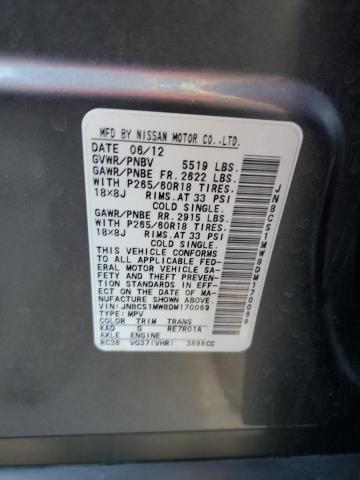 MFD BY NISSAN MOTOR CO.,LTD.
DATE 06/12
GVWR/PNBV 5519 LBS.
GAWR/PNBE FR. 2622 LBS.
WITH P265/60R18 TIRES.
18X8J RIMS.AT 33 PSI
COLD SINGLE.
GAWR/PNBE RR. 2915 LBS.
WITH P265/60R18 TIRES.
18X8J RIMS.AT 33 PSI
COLD SINGLE.
THIS VEHICLE CONFORMS
TO ALL APPLICABLE FED-
ERAL MOTOR VEHICLE SA-
FETY AND THEFT PREVEN-
TION STANDARDS IN EFF-
ECT ON THE DATE OF MA-
NUFACTURE SHOWN ABOVE.
VIN:JN8CS1MW8DM170069
TYPE:MPV
COLOR TRIM TRANS
KAD G RE7R01A
AXLE ENGINE
RC36 VQ37(VHR) 3696CC
JN8CS1MW8DM170069